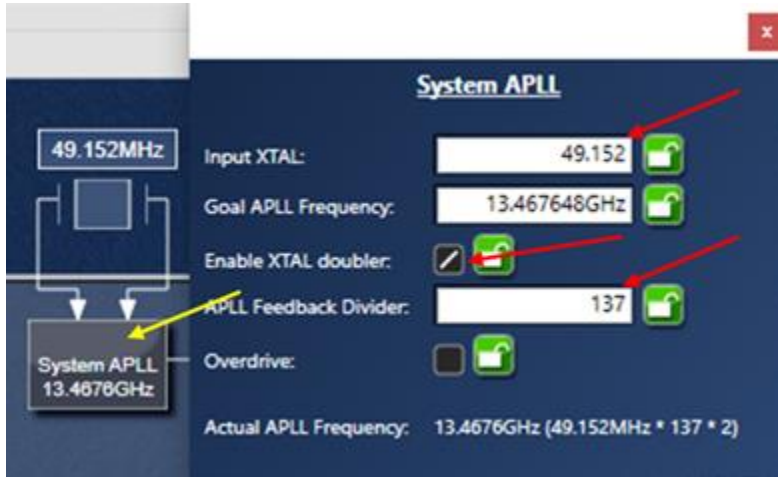 x
System APLL
49.152MHz
Input XTAL: 49.152
Goal APLL Frequency: 13.467648GHz
Enable XTAL doubler:
APLL Feedback Divider: 137
System APLL
13.4676GHz
Overdrive:
Actual APLL Frequency: 13.4676GHz (49.152MHz * 137 * 2)